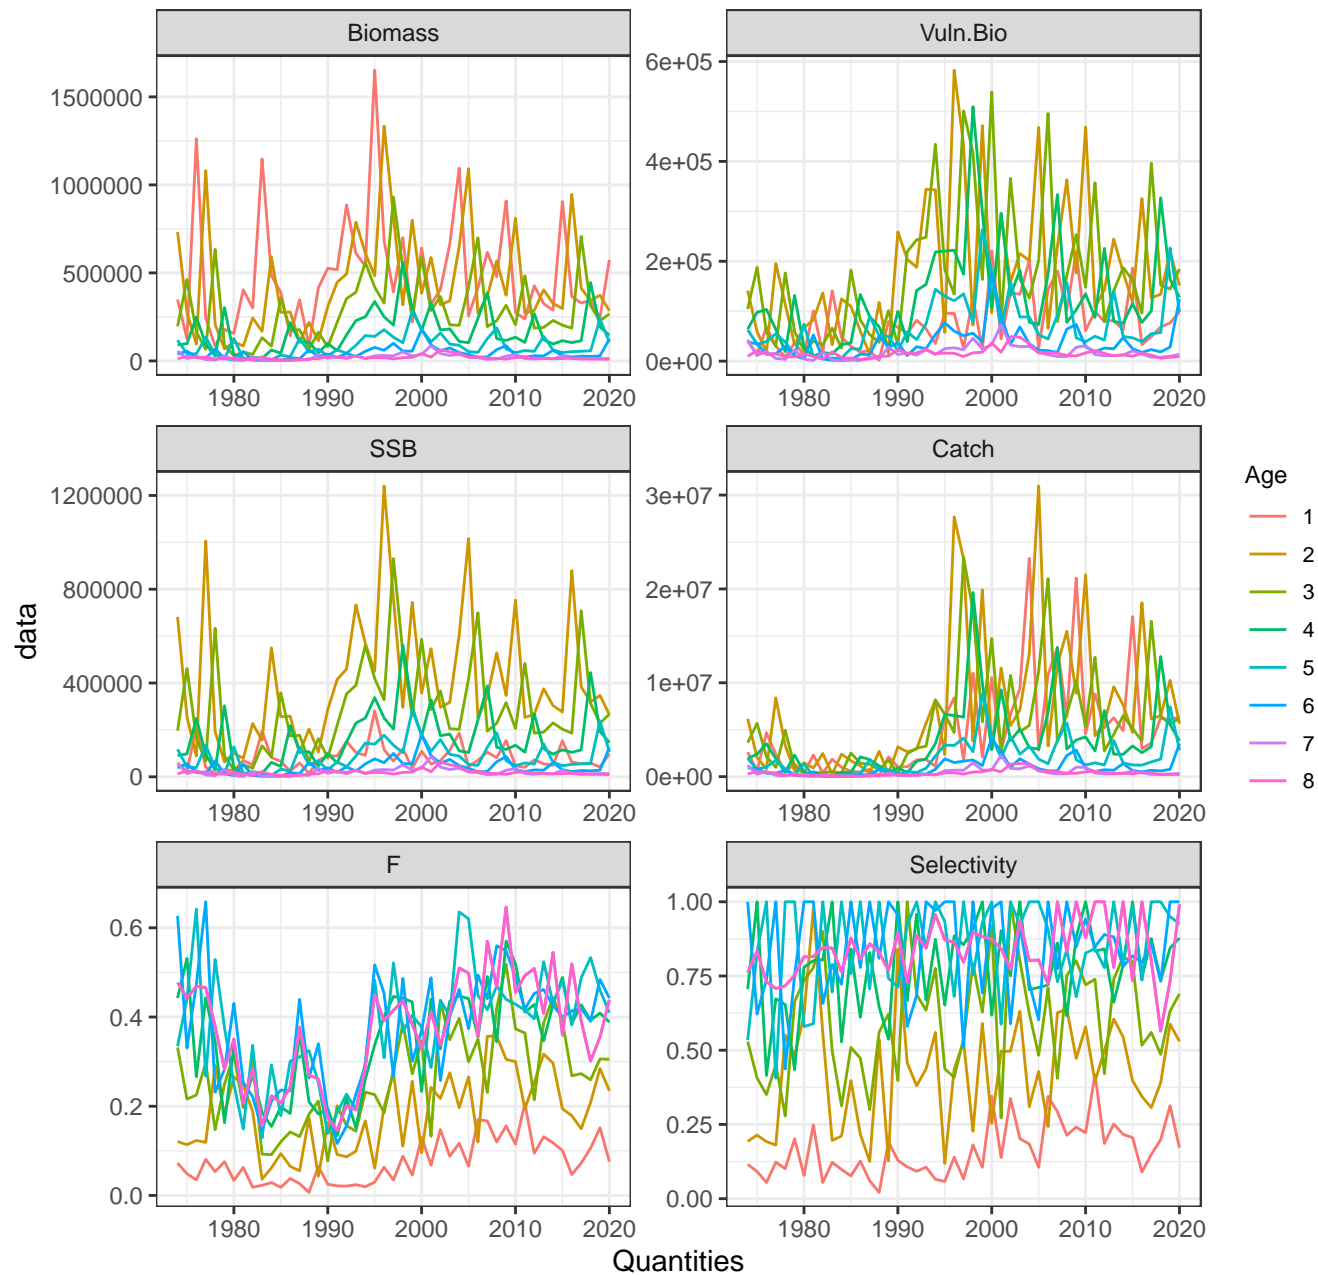 Biomass
Vuln.Bio
1500000
1000000
500000
0
6e+05
4e+05
2e+05
0e+00
1980 1990 2000 2010 2020
1980 1990 2000 2010 2020
SSB
Catch
1200000
800000
400000
0
3e+07
2e+07
1e+07
0e+00
1980 1990 2000 2010 2020
1980 1990 2000 2010 2020
F
Selectivity
0.6
0.4
0.2
0.0
1.00
0.75
0.50
0.25
0.00
1980 1990 2000 2010 2020
1980 1990 2000 2010 2020
data
Quantities
Age
1
2
3
4
5
6
7
8